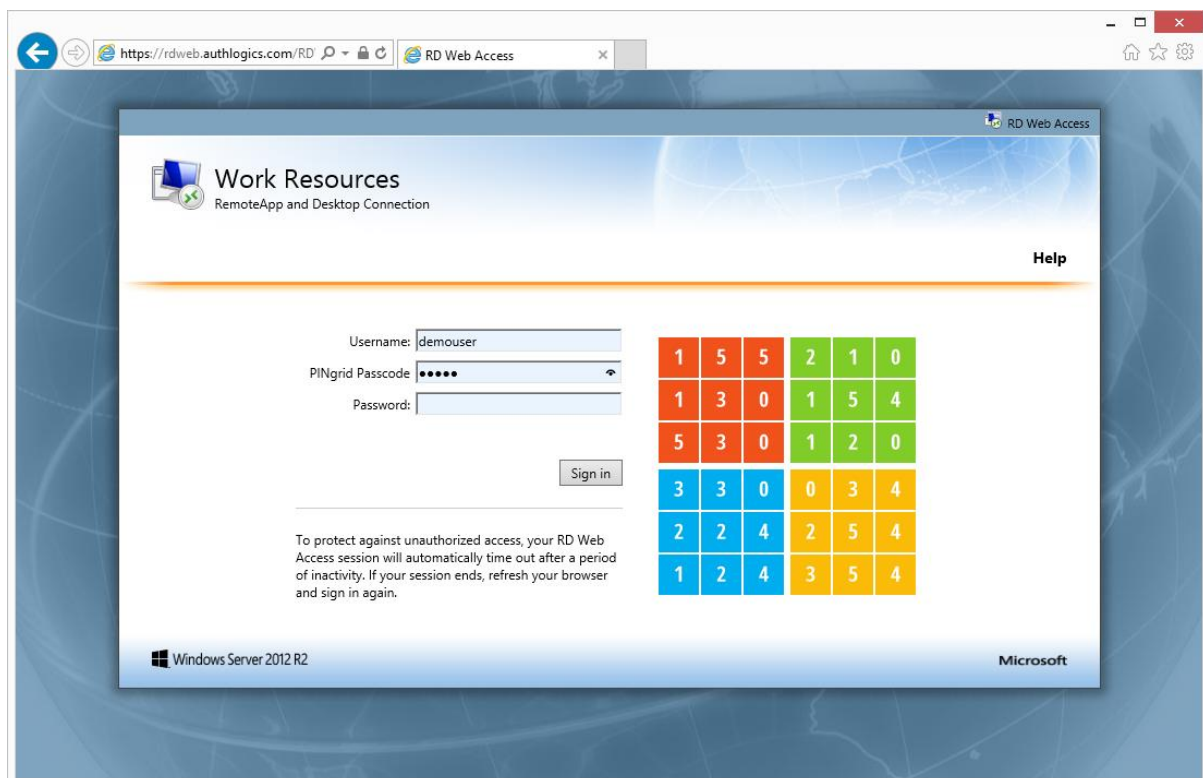 https://rdweb.authlogics.com/RD
RD Web Access
RD Web Access
Work Resources
RemoteApp and Desktop Connection
Help
Username: demouser
PINgrid Passcode •••••
Password:
Sign in
To protect against unauthorized access, your RD Web
Access session will automatically time out after a period
of inactivity. If your session ends, refresh your browser
and sign in again.
1 5 5 2 1 0
1 3 0 1 5 4
5 3 0 1 2 0
3 3 0 0 3 4
2 2 4 2 5 4
1 2 4 3 5 4
Windows Server 2012 R2
Microsoft